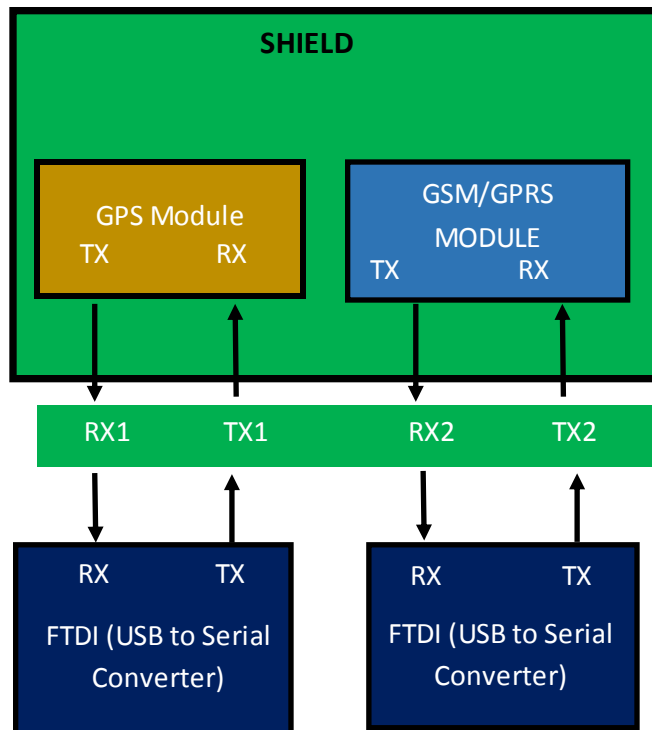 SHIELD
GPS Module
TX RX
GSM/GPRS
MODULE
TX RX
RX1 TX1 RX2 TX2
RX TX
FTDI (USB to Serial
Converter)
RX TX
FTDI (USB to Serial
Converter)